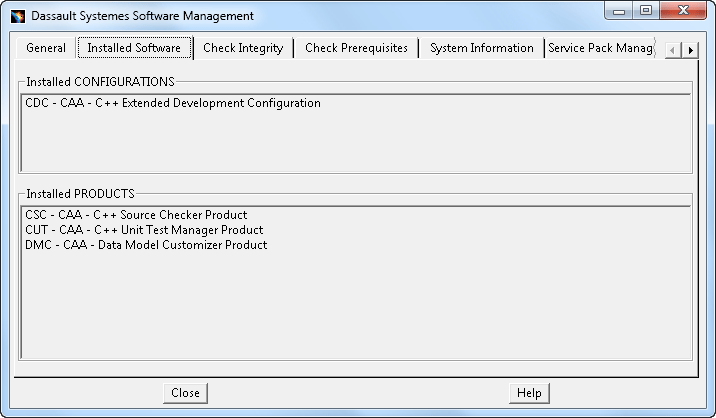 Dassault Systemes Software Management
General Installed Software Check Integrity Check Prerequisites System Information Service Pack Manag
Installed CONFIGURATIONS
CDC - CAA - C++ Extended Development Configuration
Installed PRODUCTS
CSC - CAA - C++ Source Checker Product
CUT - CAA - C++ Unit Test Manager Product
DMC - CAA - Data Model Customizer Product
Close Help